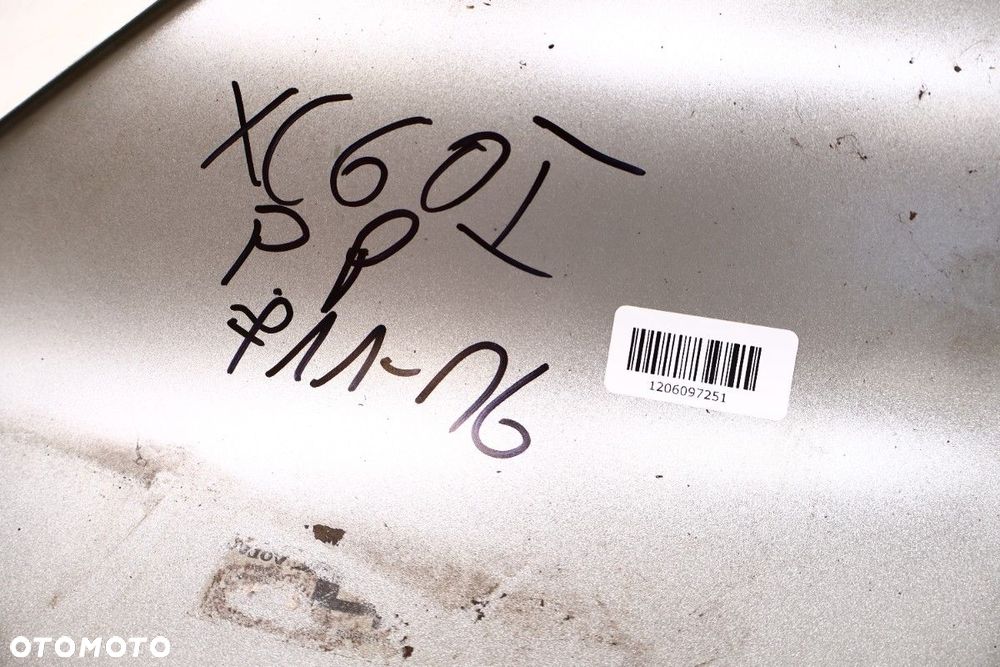 XC60 I
P P
11-16
1206097251
OTOMOTO